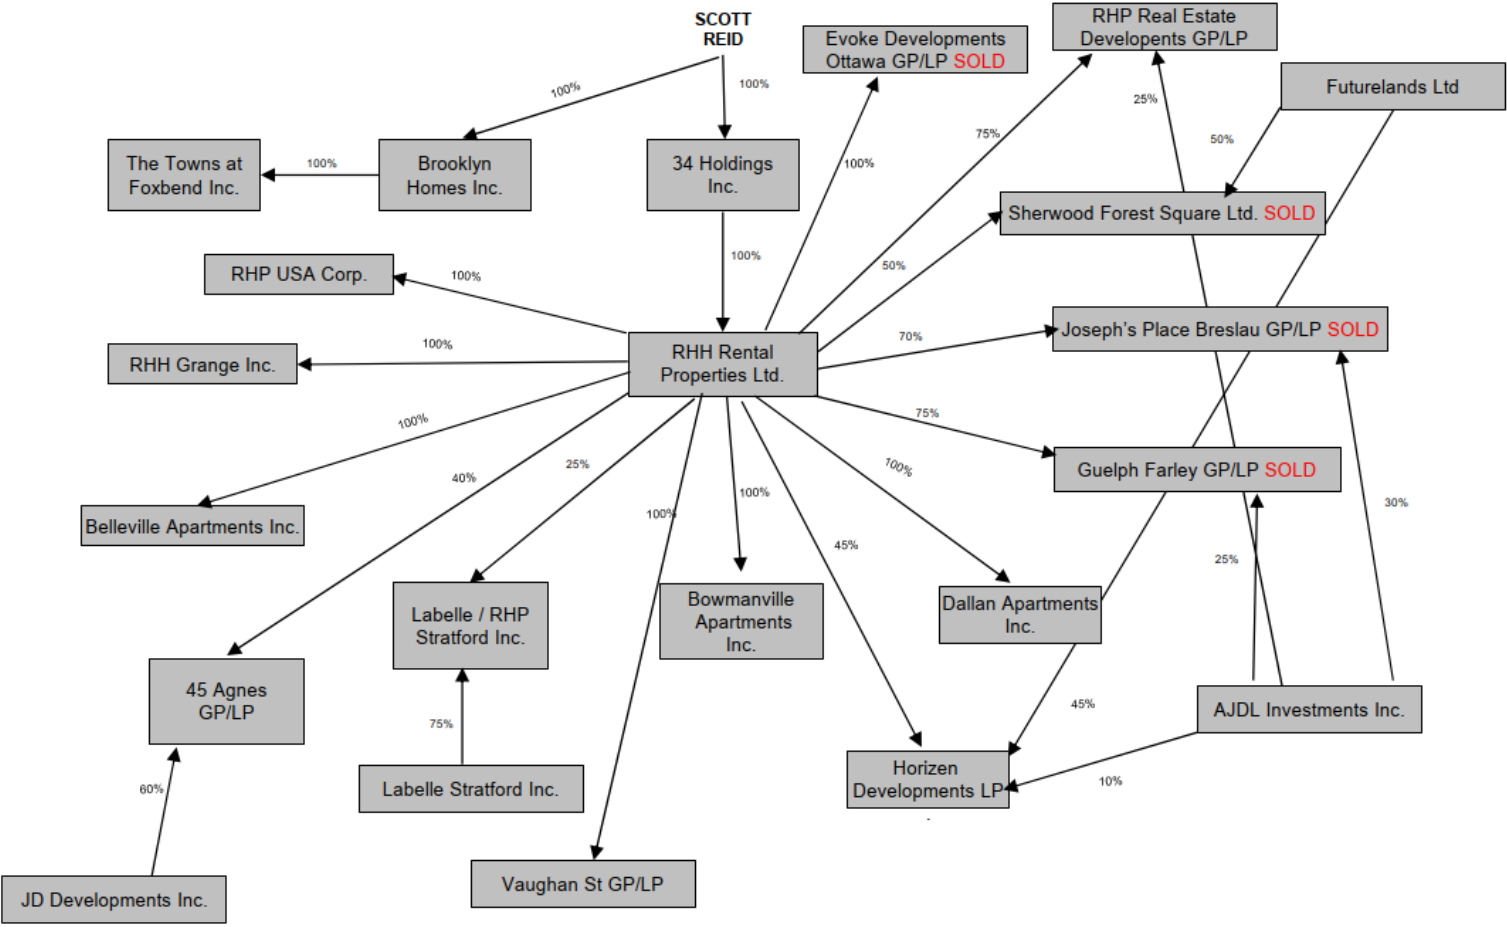 SCOTT
REID
Evoke Developments
Ottawa GP/LP SOLD
RHP Real Estate
Developents GP/LP
Futurelands Ltd
100%
100%
25%
50%
75%
100%
The Towns at
Foxbend Inc.
100%
Brooklyn
Homes Inc.
34 Holdings
Inc.
Sherwood Forest Square Ltd. SOLD
100%
50%
RHP USA Corp.
100%
Joseph's Place Breslau GP/LP SOLD
70%
RHH Rental
Properties Ltd.
100%
RHH Grange Inc.
100%
75%
40%
25%
100%
Guelph Farley GP/LP SOLD
100%
100%
30%
Belleville Apartments Inc.
45%
25%
Labelle / RHP
Stratford Inc.
Bowmanville
Apartments
Inc.
Dallan Apartments
Inc.
45 Agnes
GP/LP
75%
45%
AJDL Investments Inc.
60%
Labelle Stratford Inc.
Horizen
Developments LP
10%
Vaughan St GP/LP
JD Developments Inc.